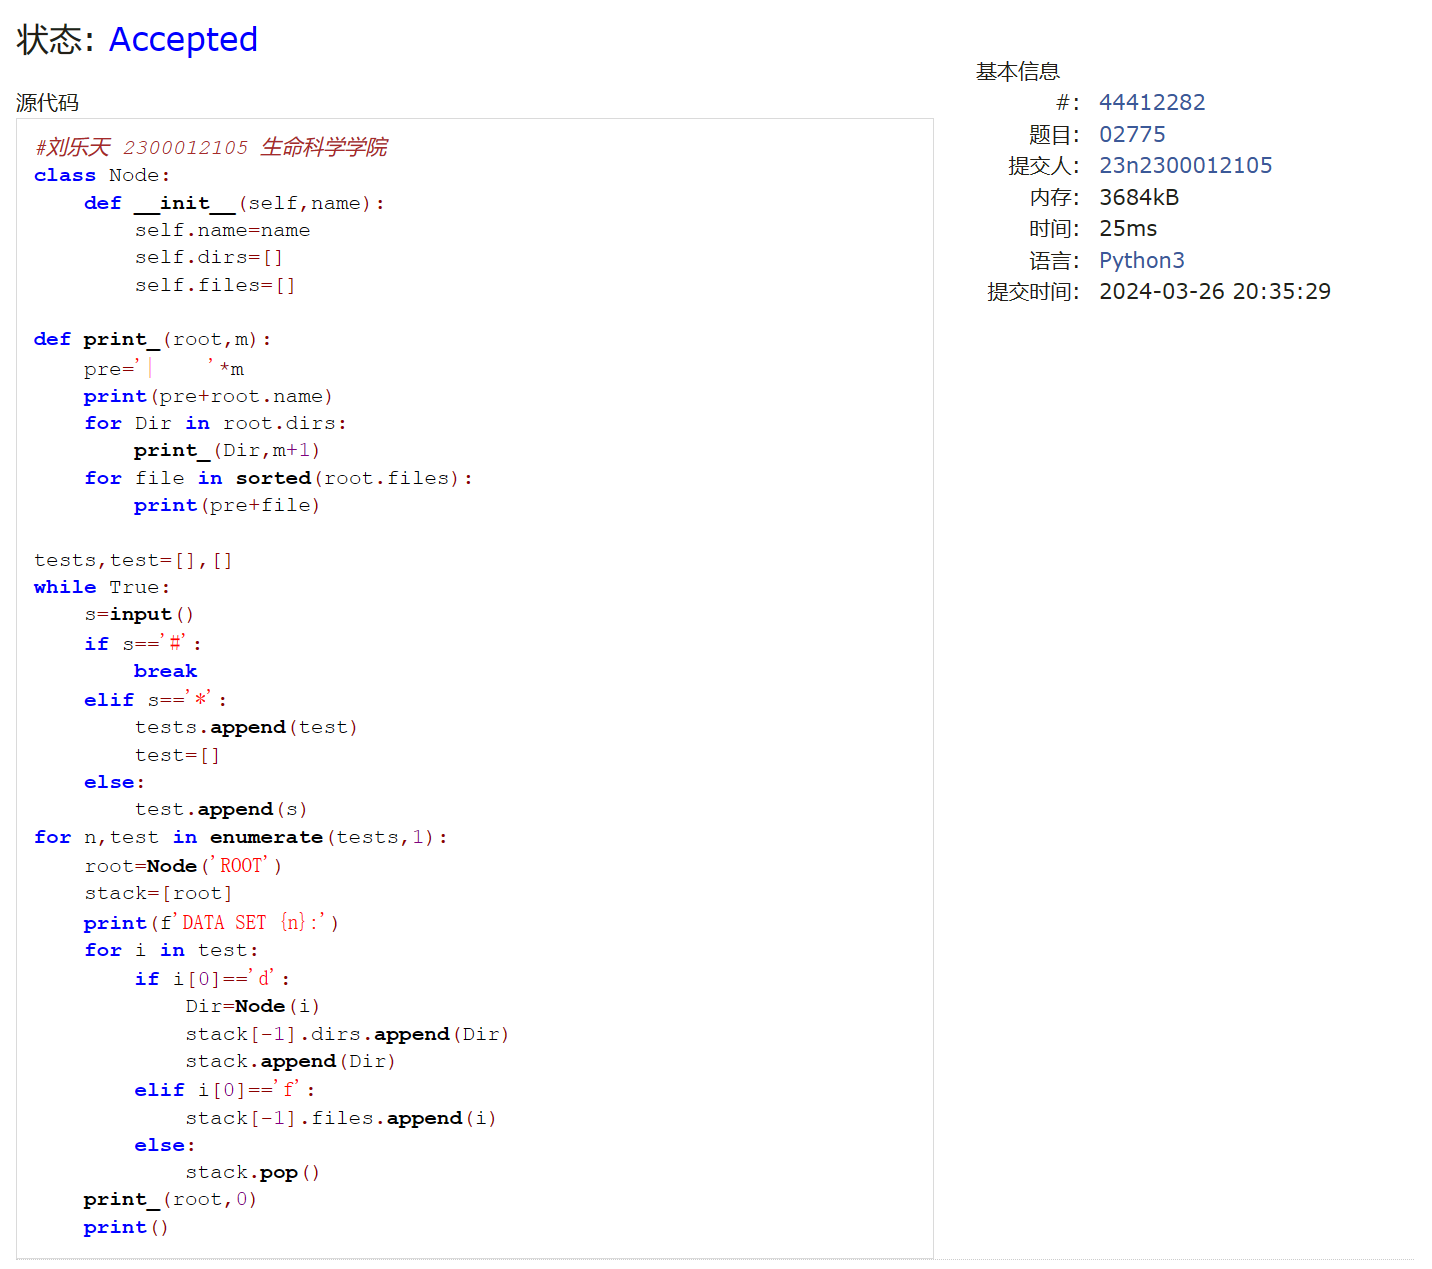 状态: Accepted
源代码
#刘乐天 2300012105 生命科学学院
class Node:
    def __init__(self,name):
        self.name=name
        self.dirs=[]
        self.files=[]

def print_(root,m):
    pre='|     '*m
    print(pre+root.name)
    for Dir in root.dirs:
        print_(Dir,m+1)
    for file in sorted(root.files):
        print(pre+file)

tests,test=[],[]
while True:
    s=input()
    if s=='#':
        break
    elif s=='*':
        tests.append(test)
        test=[]
    else:
        test.append(s)
for n,test in enumerate(tests,1):
    root=Node('ROOT')
    stack=[root]
    print(f'DATA SET {n}:')
    for i in test:
        if i[0]=='d':
            Dir=Node(i)
            stack[-1].dirs.append(Dir)
            stack.append(Dir)
        elif i[0]=='f':
            stack[-1].files.append(i)
        else:
            stack.pop()
    print_(root,0)
    print()
基本信息
#: 44412282
题目: 02775
提交人: 23n2300012105
内存: 3684kB
时间: 25ms
语言: Python3
提交时间: 2024-03-26 20:35:29